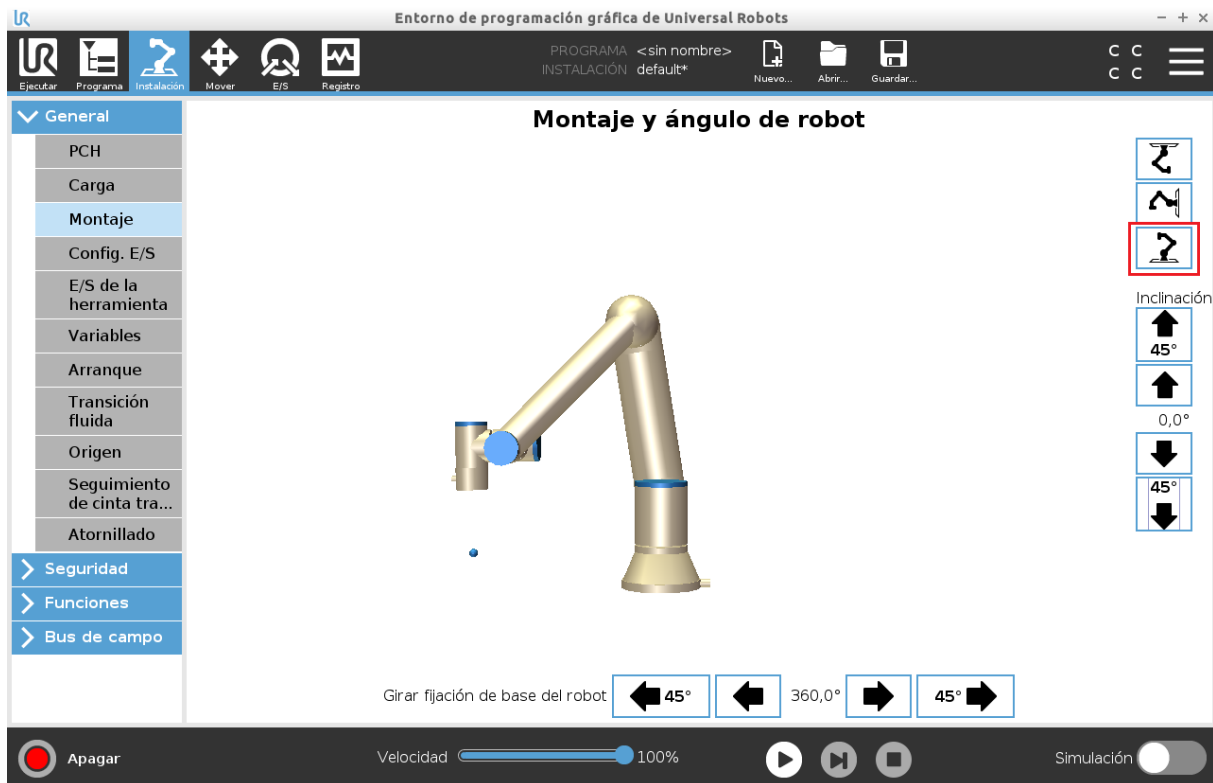 Entorno de programación gráfica de Universal Robots
PROGRAMA <sin nombre>
INSTALACIÓN default*
Ejecutar
Programa
Instalación
Mover
E/S
Registro
Nuevo...
Abrir...
Guardar...
C C
C C
General
PCH
Carga
Montaje
Config. E/S
E/S de la
herramienta
Variables
Arranque
Transición
fluida
Origen
Seguimiento
de cinta tra...
Atornillado
Seguridad
Funciones
Bus de campo
Montaje y ángulo de robot
Inclinación
45°
0,0°
45°
Girar fijación de base del robot
45°
360,0°
45°
Apagar
Velocidad
100%
Simulación